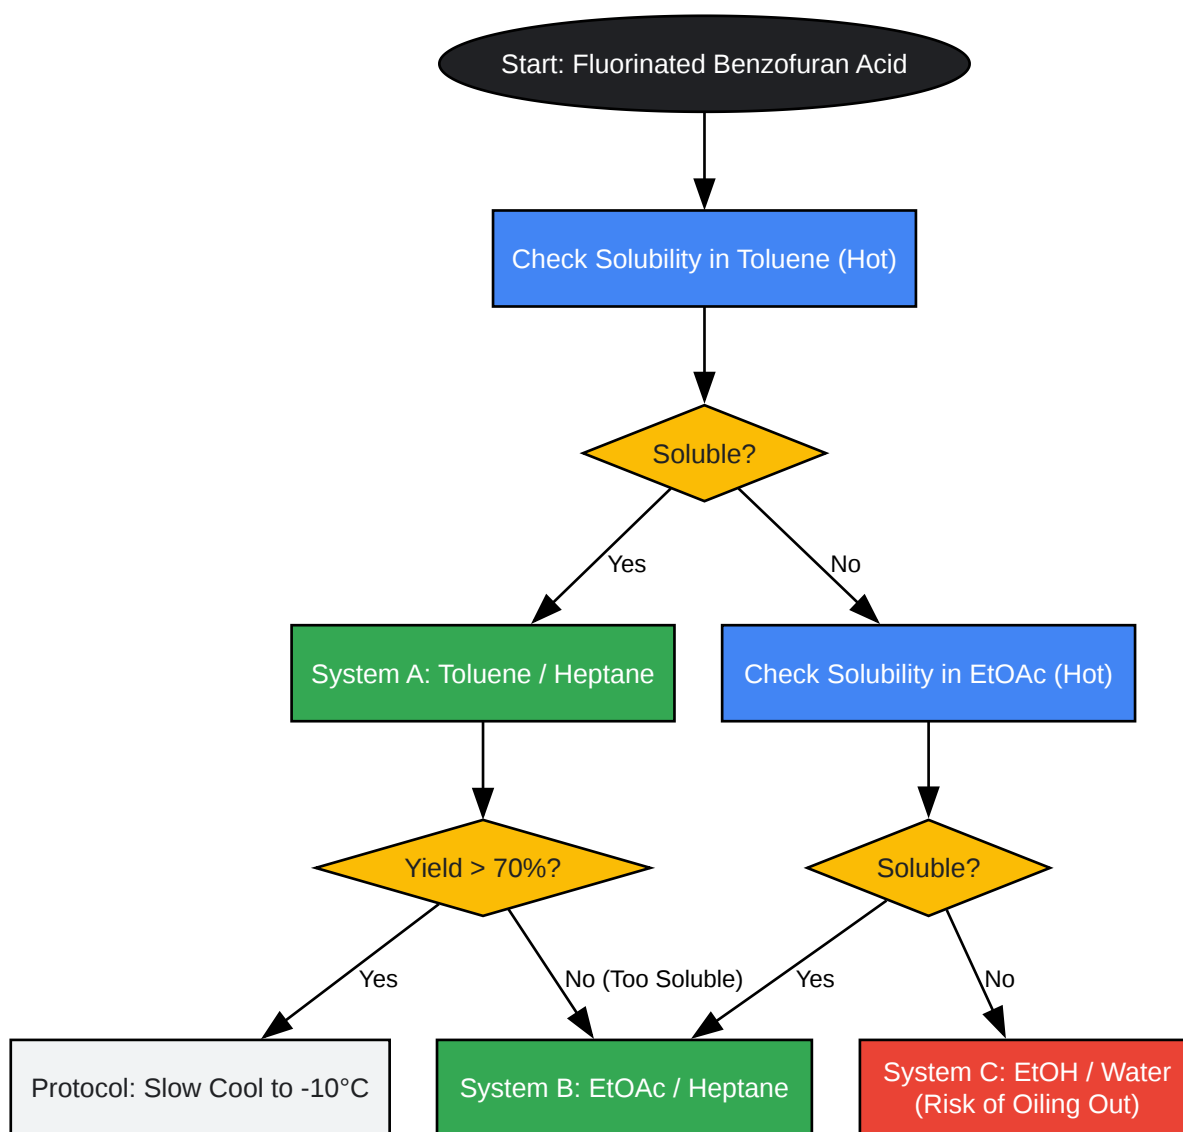 Start: Fluorinated Benzofuran Acid
Check Solubility in Toluene (Hot)
Soluble?
Yes
No
System A: Toluene / Heptane
Check Solubility in EtOAc (Hot)
Yield > 70%?
Soluble?
Yes
No (Too Soluble)
Yes
No
Protocol: Slow Cool to -10°C
System B: EtOAc / Heptane
System C: EtOH / Water
(Risk of Oiling Out)